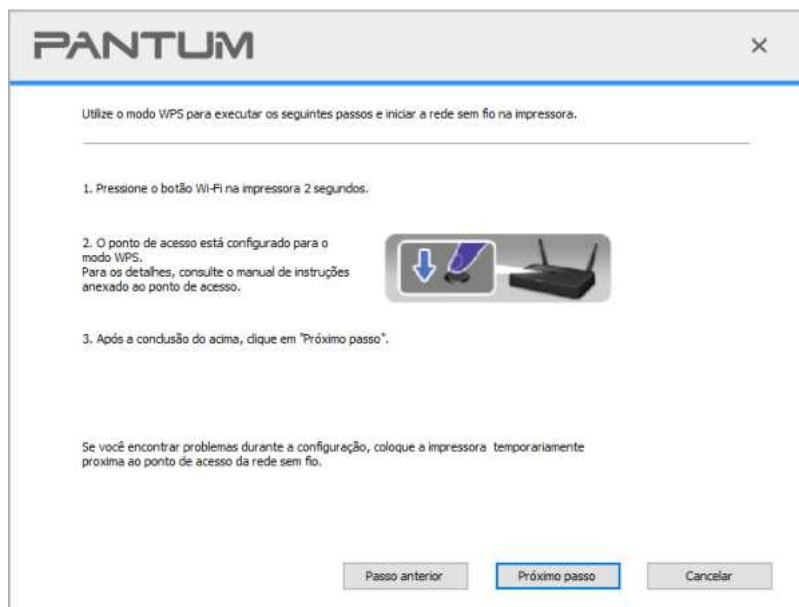 PANTUM
Utilize o modo WPS para executar os seguintes passos e iniciar a rede sem fio na impressora.
1. Pressione o botão Wi-Fi na impressora 2 segundos.
2. O ponto de acesso está configurado para o
modo WPS.
Para os detalhes, consulte o manual de instruções
anexado ao ponto de acesso.
3. Após a conclusão do acima, clique em "Próximo passo".
Se você encontrar problemas durante a configuração, coloque a impressora temporariamente
proxima ao ponto de acesso da rede sem fio.
Passo anterior
Próximo passo
Cancelar